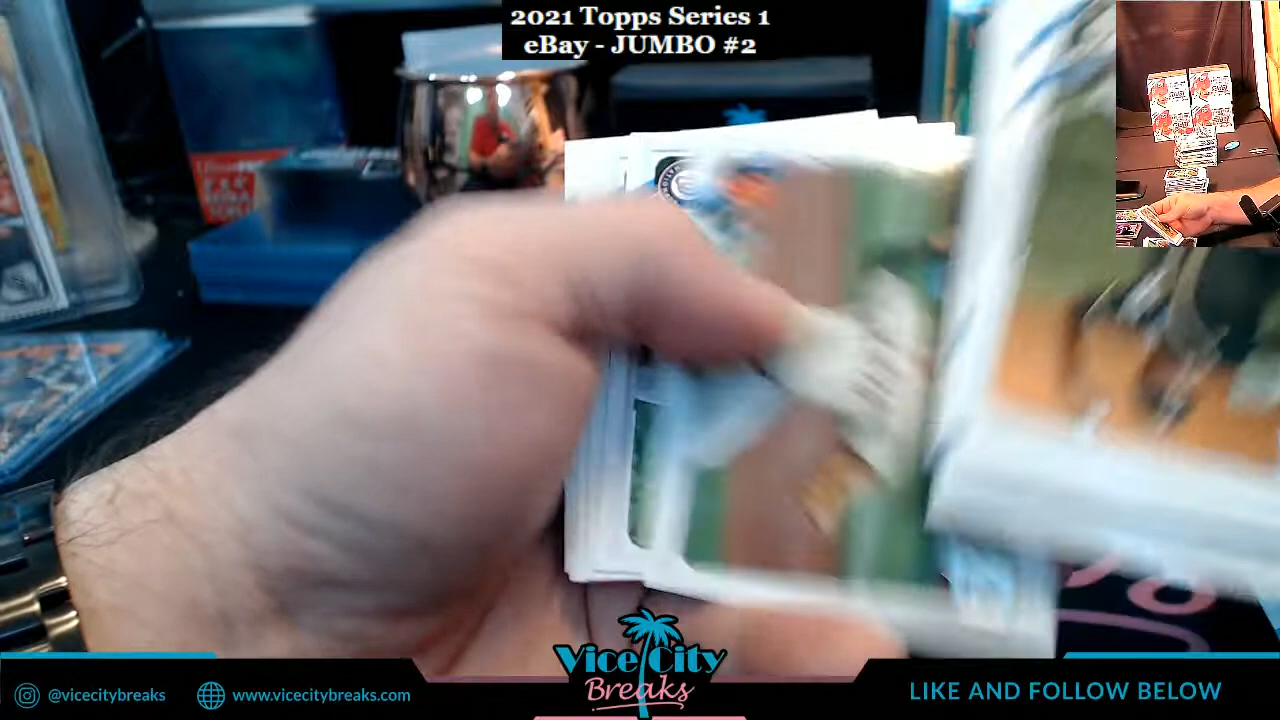 2021 Topps Series 1
eBay - JUMBO #2
Vice City
Breaks
@vicecitybreaks
www.vicecitybreaks.com
LIKE AND FOLLOW BELOW